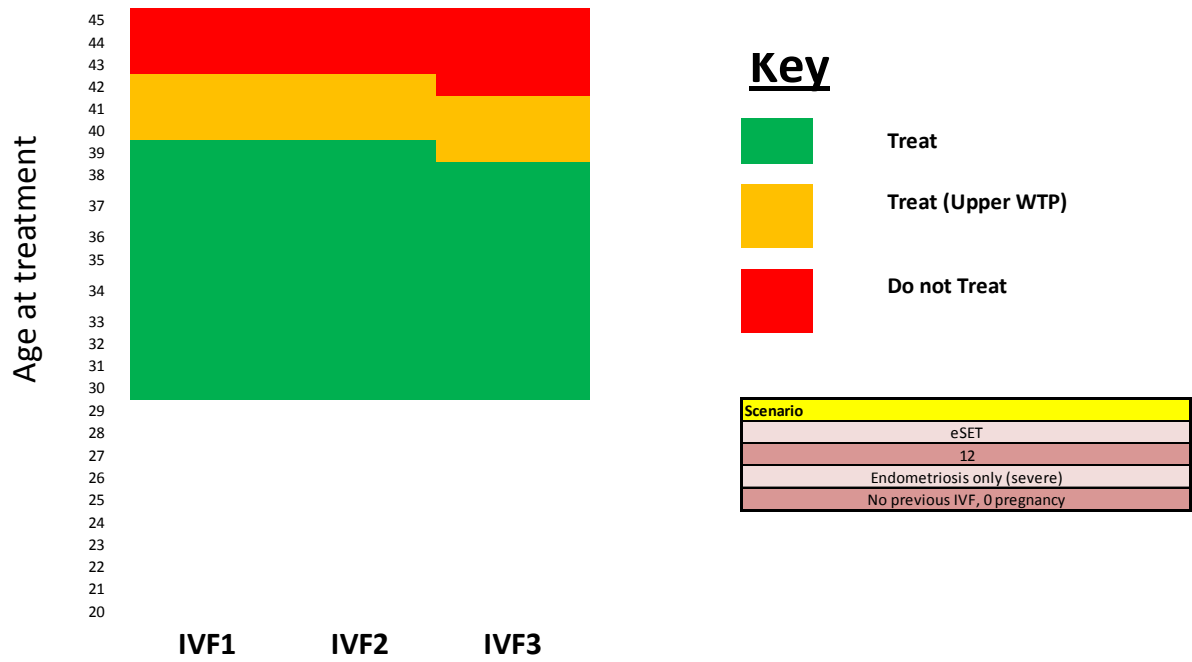 Age at treatment
45
44
43
42
41
40
39
38
37
36
35
34
33
32
31
30
29
28
27
26
25
24
23
22
21
20
IVF1 IVF2 IVF3
Key
Treat
Treat (Upper WTP)
Do not Treat
Scenario
eSET
12
Endometriosis only (severe)
No previous IVF, 0 pregnancy